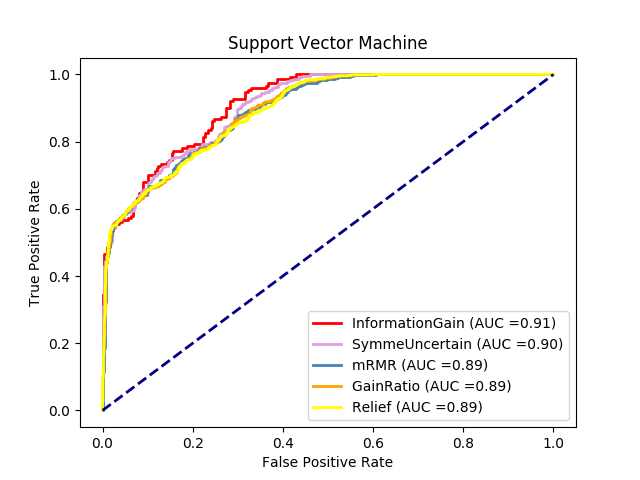 Support Vector Machine
True Positive Rate
1.0
0.8
0.6
0.4
0.2
0.0
InformationGain (AUC =0.91)
SymmeUncertain (AUC =0.90)
mRMR (AUC =0.89)
GainRatio (AUC =0.89)
Relief (AUC =0.89)
0.0 0.2 0.4 0.6 0.8 1.0
False Positive Rate